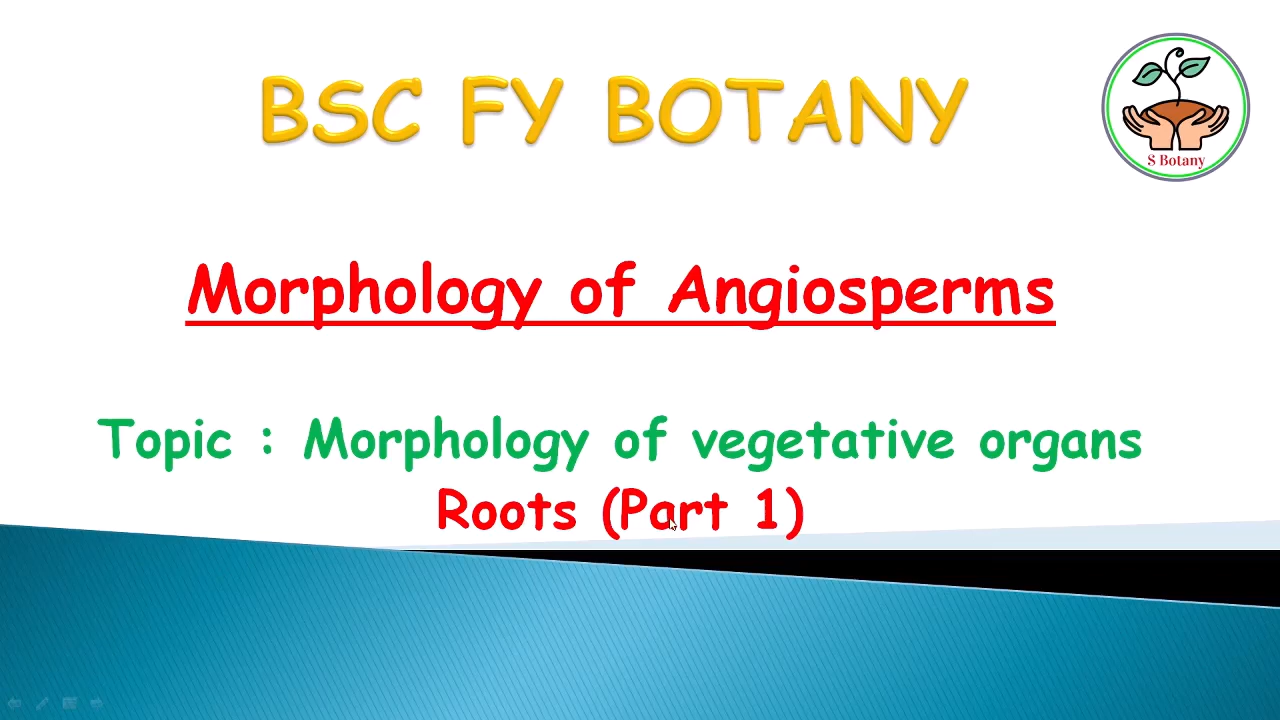 BSC FY BOTANY
S Botany
Morphology of Angiosperms
Topic : Morphology of vegetative organs
Roots (Part 1)